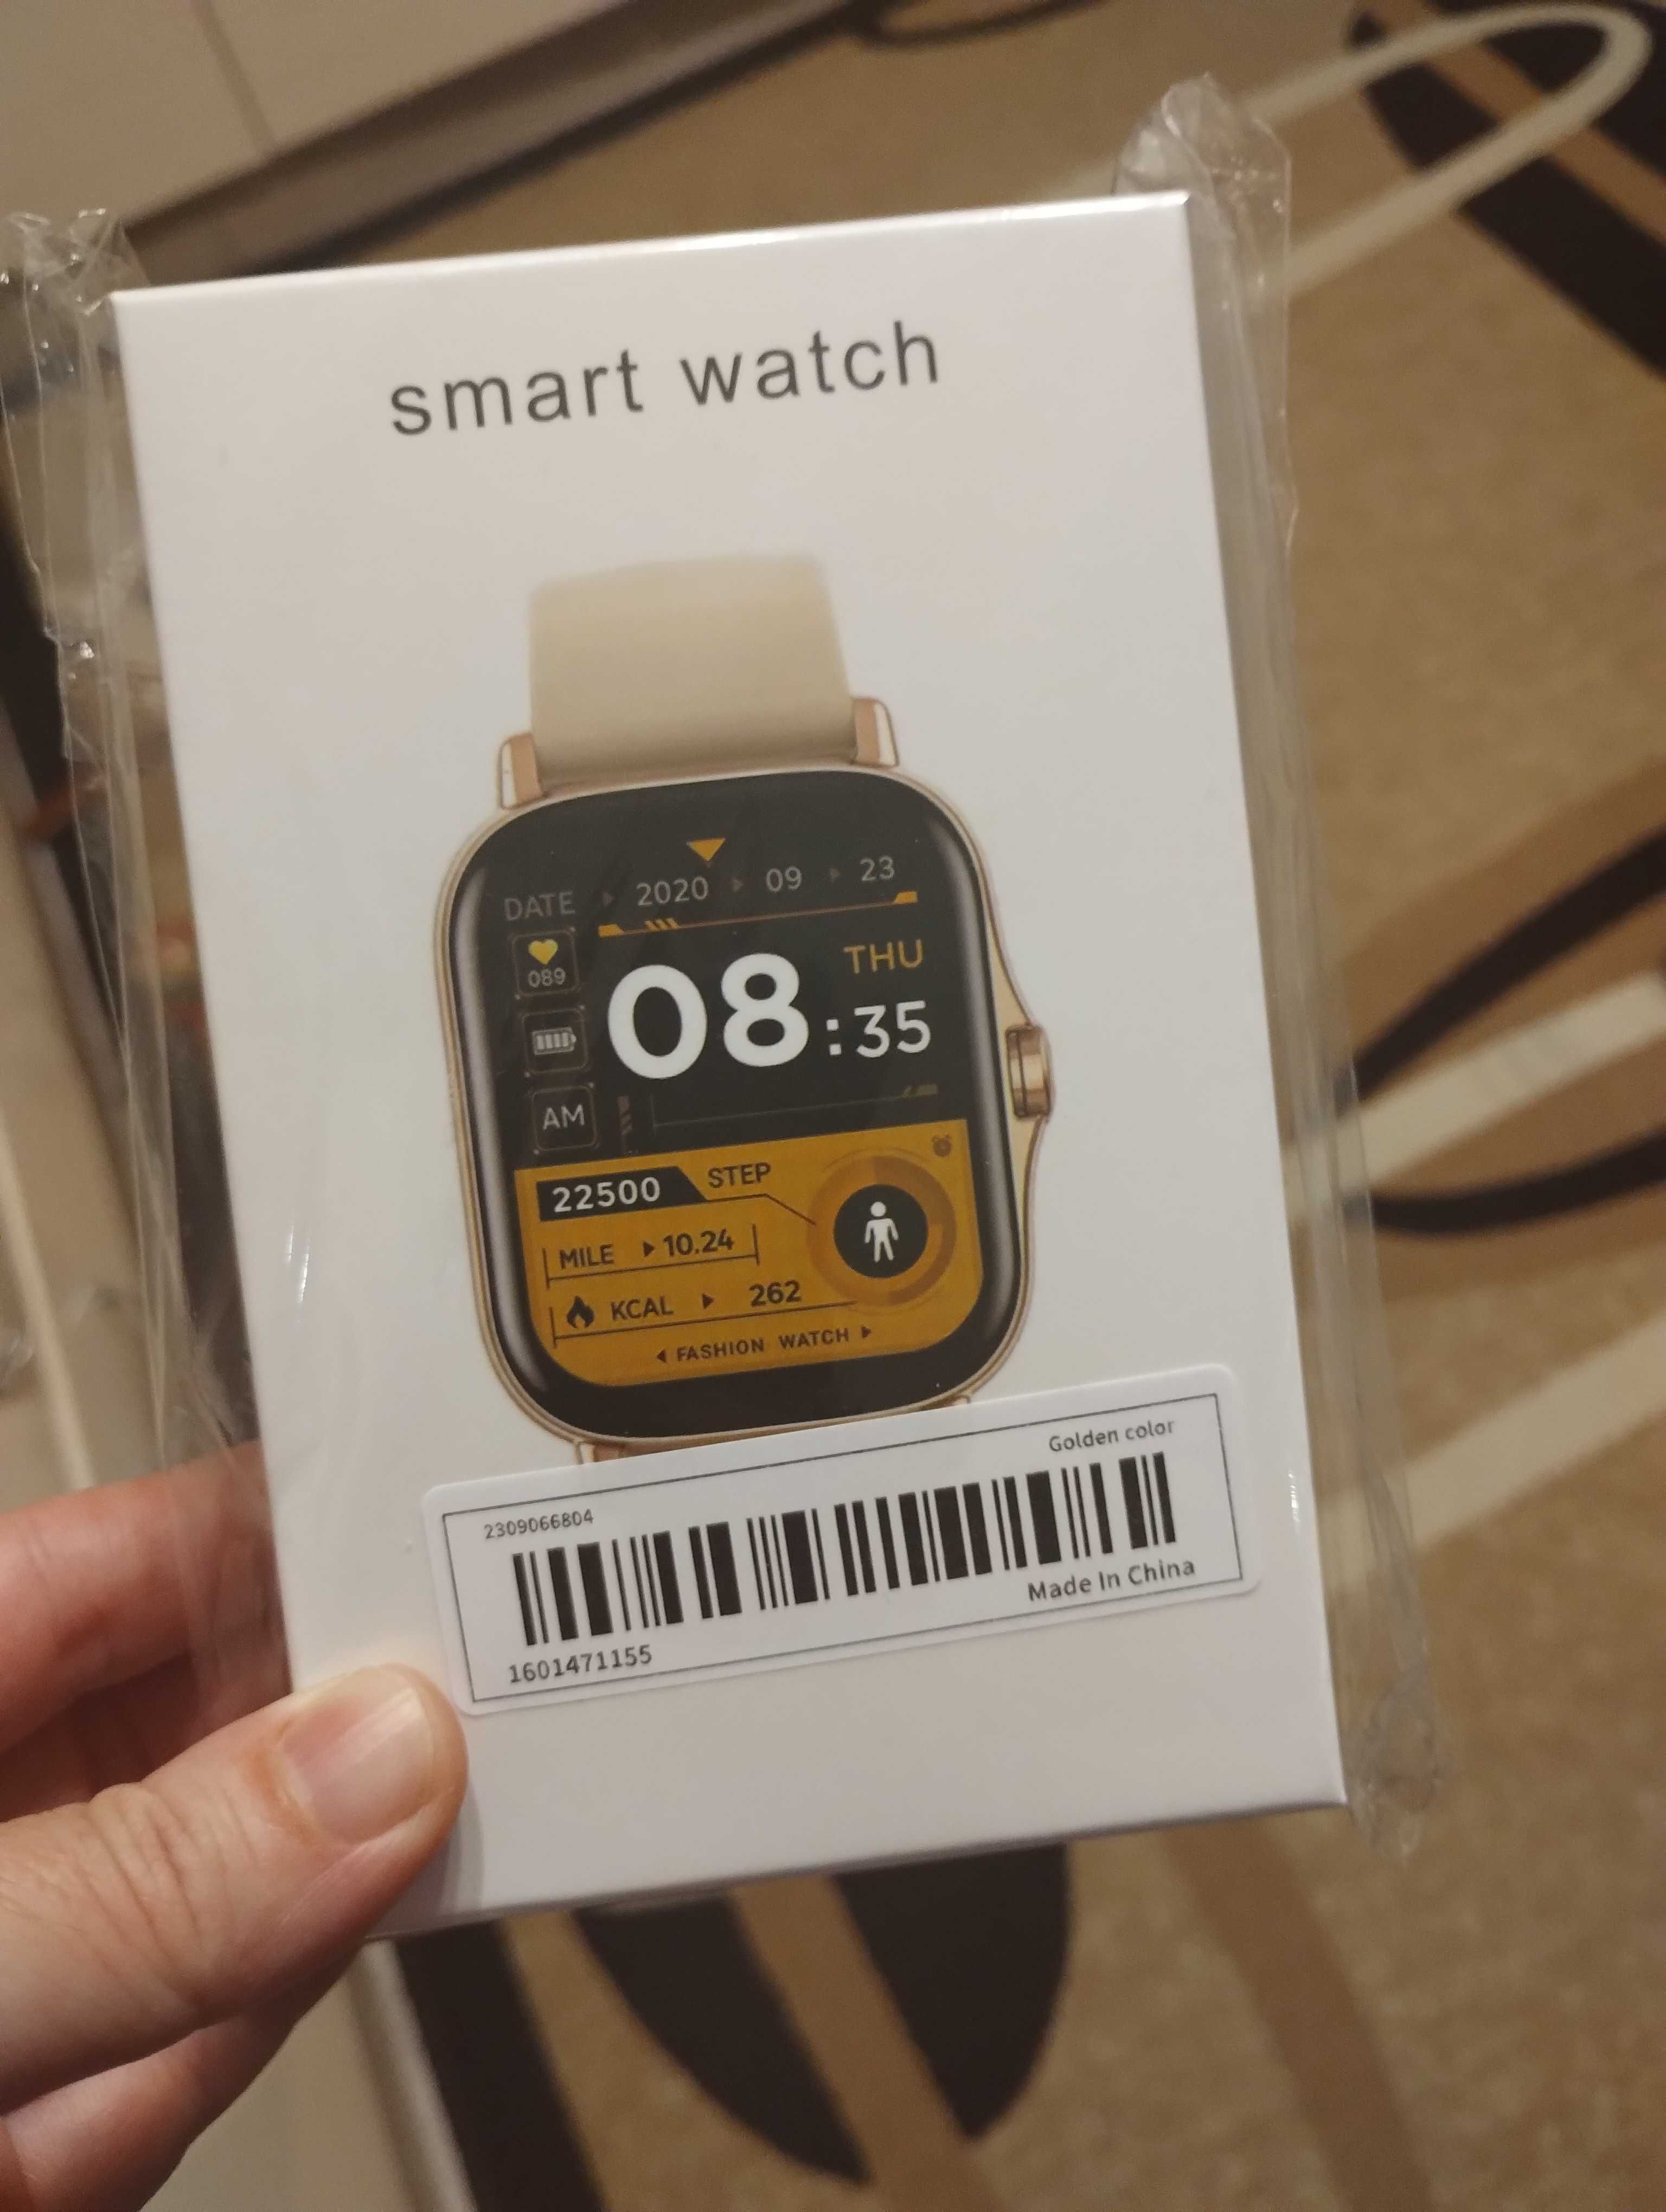 smart watch
DATE 2020 09 23
089
THU
08:35
AM
22500 STEP
MILE 10.24
KCAL 262
FASHION WATCH
Golden color
2309066804
Made In China
1601471155